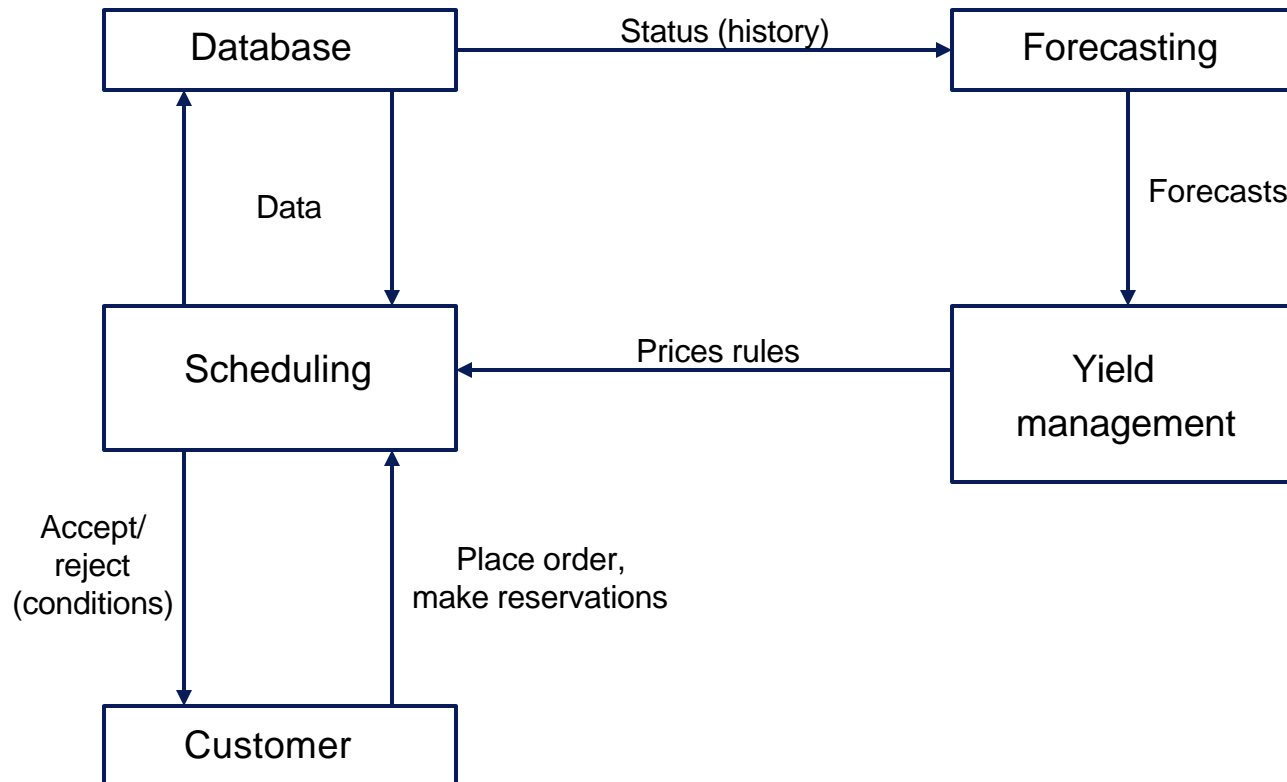 Database
Status (history)
Forecasting
Data
Forecasts
Scheduling
Prices rules
Yield
management
Accept/
reject
(conditions)
Place order,
make reservations
Customer